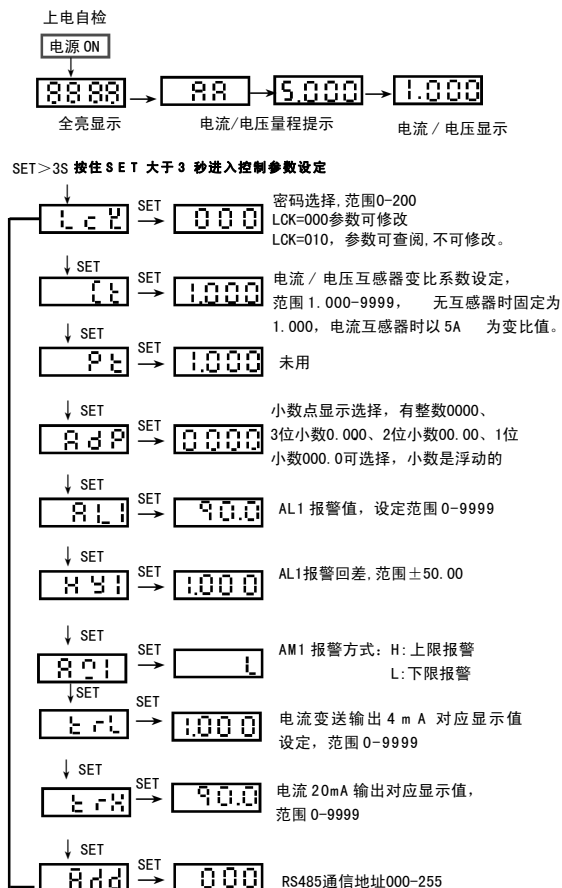 上电自检
电源 ON
8888 AA 5.000 1.000
全亮显示 电流/电压量程提示 电流 / 电压显示
SET＞3S 按住SET 大于3 秒进入控制参数设定
LcK SET 000 密码选择,范围0-200
LCK=000参数可修改
LCK=010，参数可查阅,不可修改。
SET
Ct SET 1.000 电流 / 电压互感器变比系数设定，
范围 1.000-9999， 无互感器时固定为
1.000，电流互感器时以 5A 为变比值。
SET
Pt SET 1.000 未用
SET
AdP SET 0000 小数点显示选择，有整数0000、
3位小数0.000、2位小数00.00、1位
小数000.0可选择，小数是浮动的
SET
AL1 SET 90.0 AL1 报警值，设定范围 0-9999
SET
HY1 SET 1.000 AL1报警回差,范围±50.00
SET
SET L AM1 报警方式：H:上限报警
L:下限报警
SET
trL SET 1.000 电流变送输出 4 mA 对应显示值
设定，范围 0-9999
SET
trH SET 90.0 电流 20mA 输出对应显示值，
范围 0-9999
SET
Add SET 000 RS485通信地址000-255